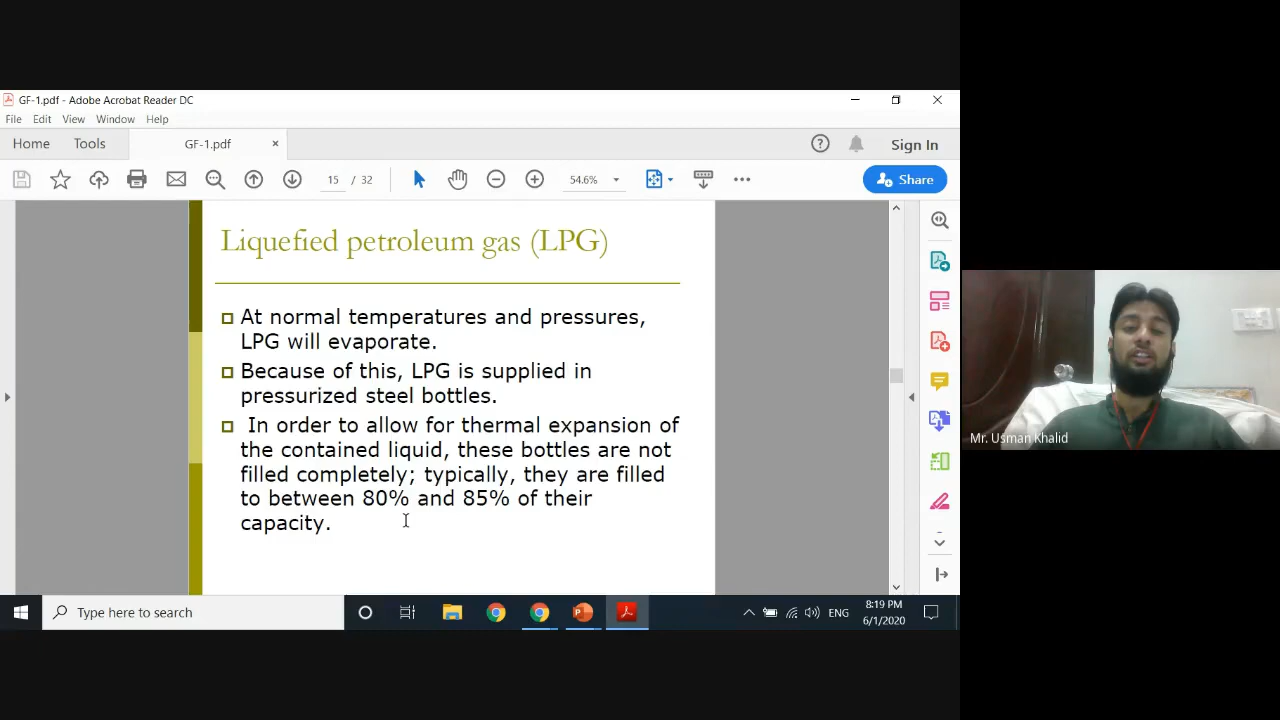 GF-1.pdf - Adobe Acrobat Reader DC
File Edit View Window Help
Home Tools GF-1.pdf × Sign In
15 / 32 54.6% Share
Liquefied petroleum gas (LPG)
At normal temperatures and pressures,
LPG will evaporate.
Because of this, LPG is supplied in
pressurized steel bottles.
In order to allow for thermal expansion of
the contained liquid, these bottles are not
filled completely; typically, they are filled
to between 80% and 85% of their
capacity.
Mr. Usman Khalid
Type here to search
ENG
8:19 PM
6/1/2020